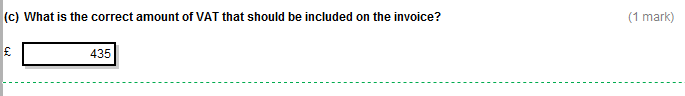 (c) What is the correct amount of VAT that should be included on the invoice? (1 mark)
£ 435